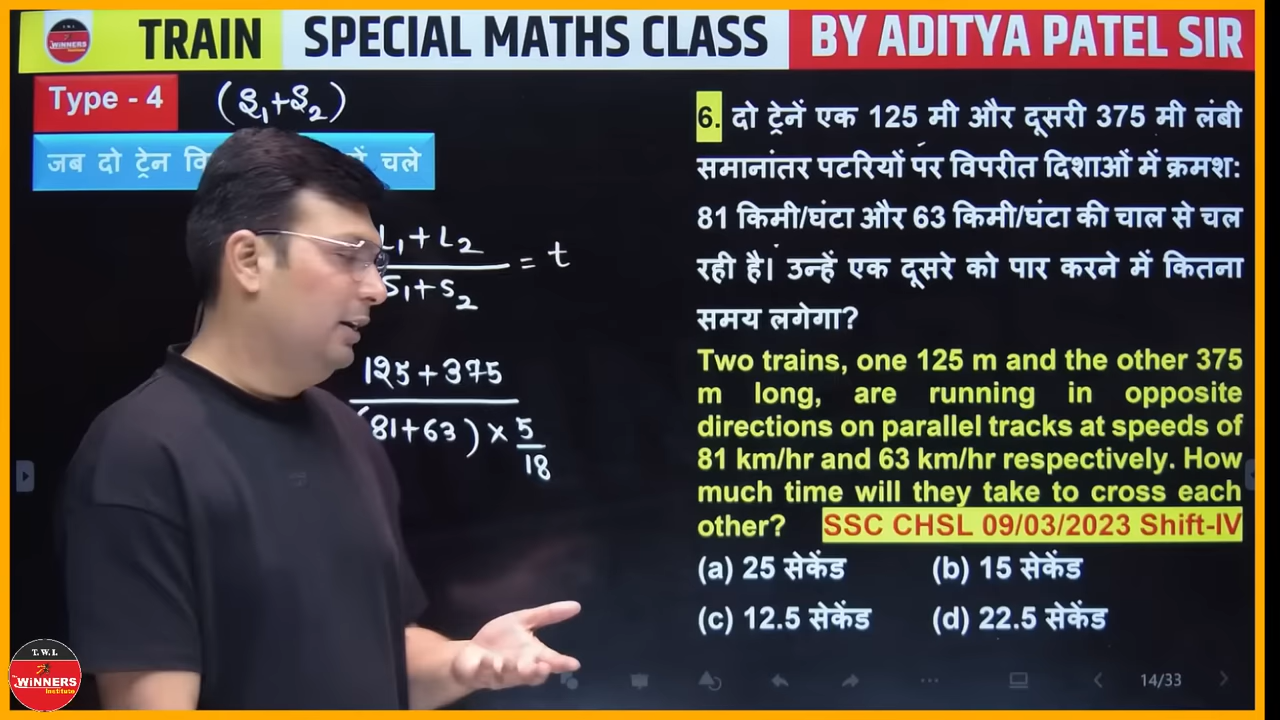 TRAIN SPECIAL MATHS CLASS BY ADITYA PATEL SIR
WiNNERS
Type - 4 (S₁+S₂)
जब दो ट्रेन चले
L₁+L₂
S₁+S₂ = t
125+375
(81+63) × 5/18
6. दो ट्रेनें एक 125 मी और दूसरी 375 मी लंबी
समानांतर पटरियों पर विपरीत दिशाओं में क्रमश:
81 किमी/घंटा और 63 किमी/घंटा की चाल से चल
रही है। उन्हें एक दूसरे को पार करने में कितना
समय लगेगा?
Two trains, one 125 m and the other 375
m long, are running in opposite
directions on parallel tracks at speeds of
81 km/hr and 63 km/hr respectively. How
much time will they take to cross each
other? SSC CHSL 09/03/2023 Shift-IV
(a) 25 सेकेंड (b) 15 सेकेंड
(c) 12.5 सेकेंड (d) 22.5 सेकेंड
14/33
T.W.I.
The
WiNNERS
Institute